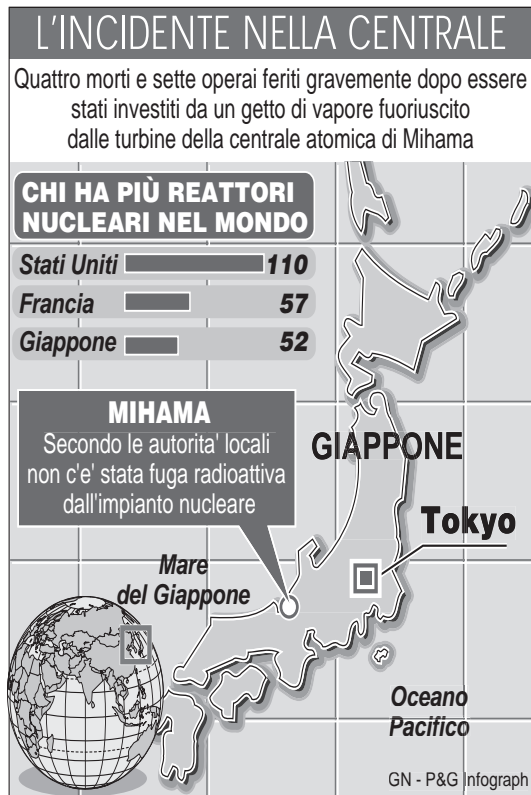 L'INCIDENTE NELLA CENTRALE
Quattro morti e sette operai feriti gravemente dopo essere
stati investiti da un getto di vapore fuoriuscito
dalle turbine della centrale atomica di Mihama
CHI HA PIÙ REATTORI
NUCLEARI NEL MONDO
Stati Uniti 110
Francia 57
Giappone 52
MIHAMA
Secondo le autorita' locali
non c'e' stata fuga radioattiva
dall'impianto nucleare
GIAPPONE
Tokyo
Mare
del Giappone
Oceano
Pacifico
GN - P&G Infograph